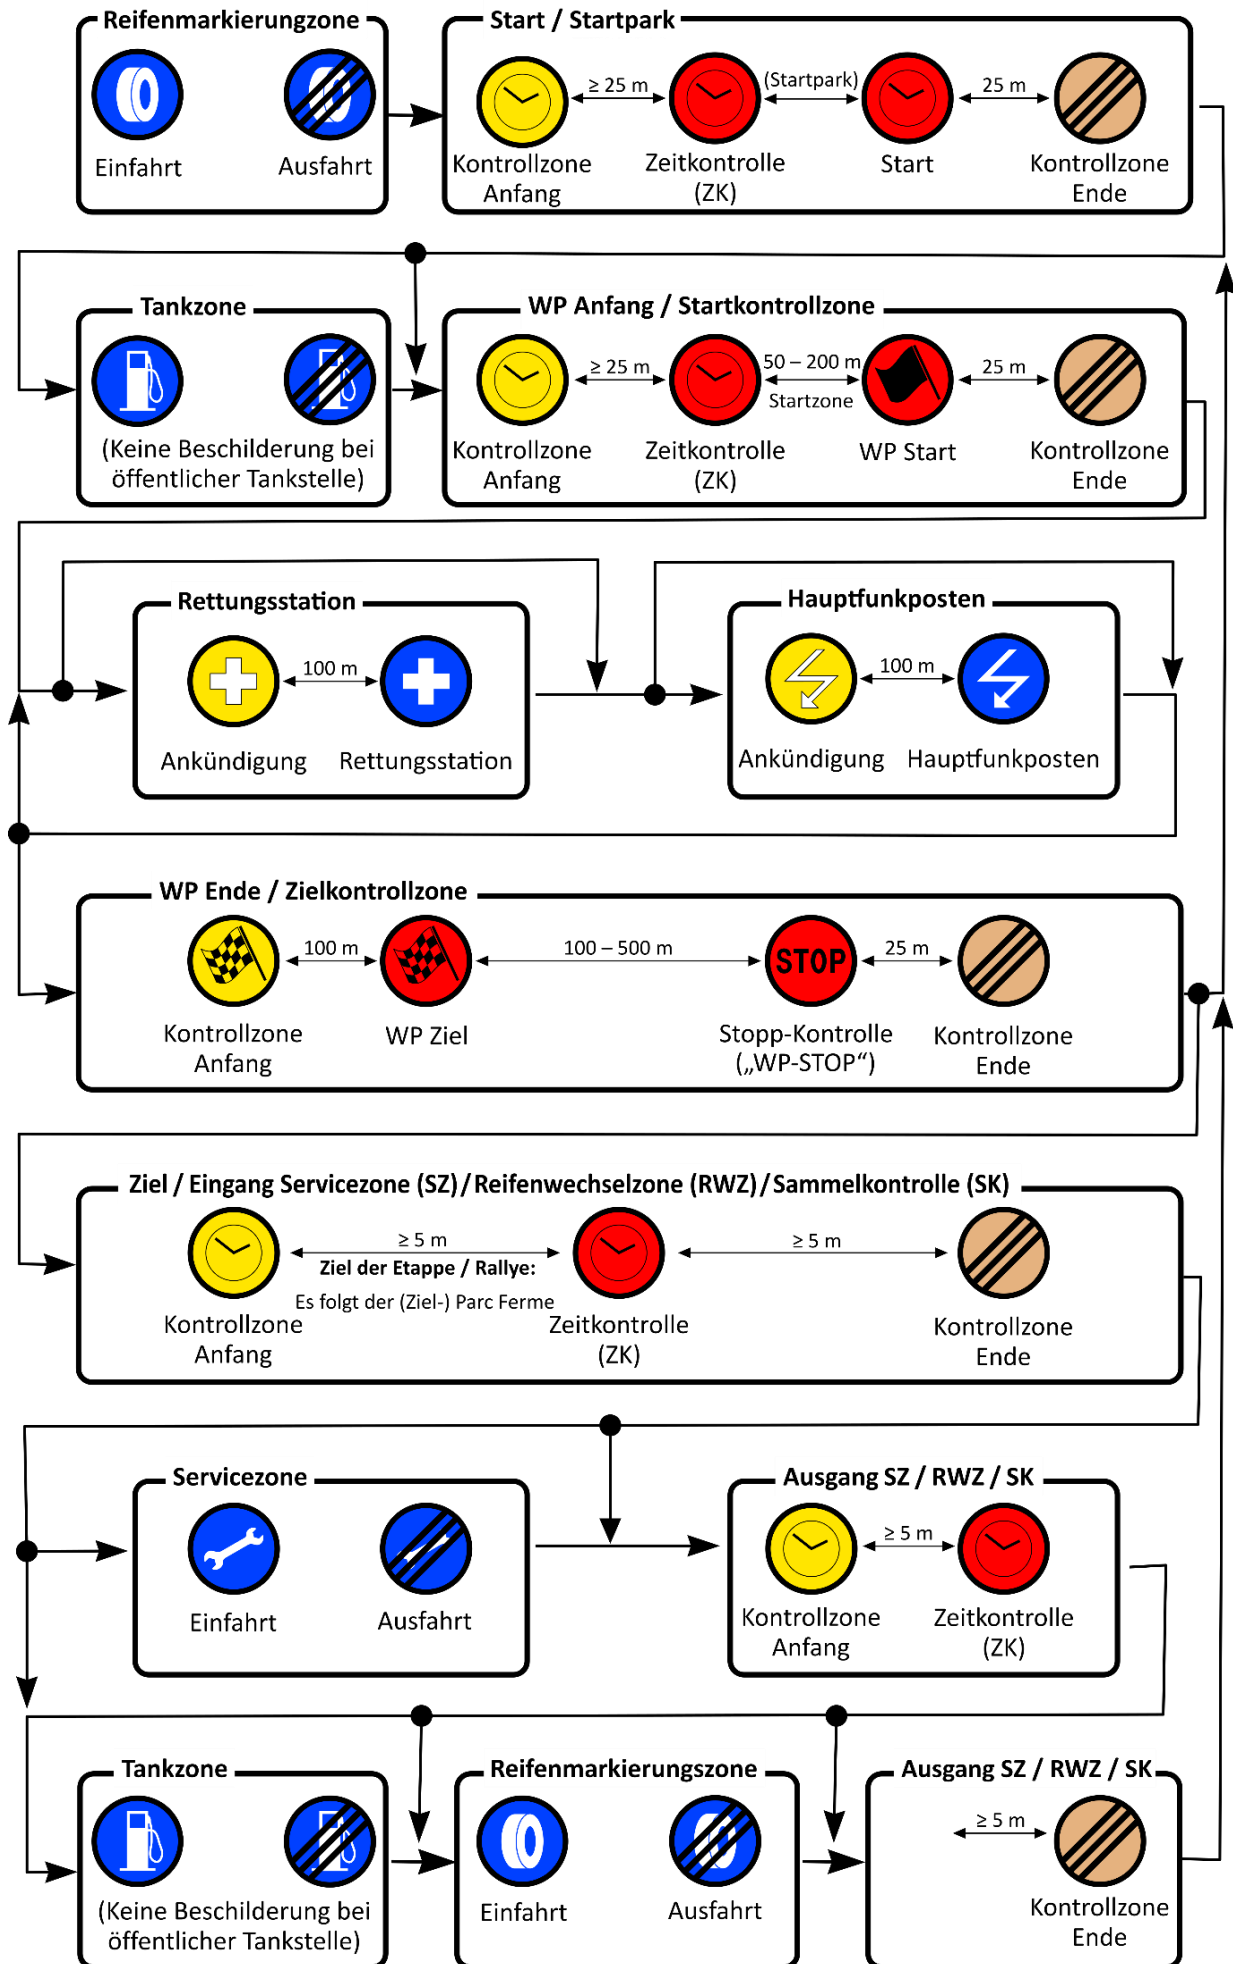 Reifenmarkierungzone
Einfahrt
Ausfahrt
Start / Startpark
≥ 25 m
(Startpark)
25 m
Kontrollzone
Anfang
Zeitkontrolle
(ZK)
Start
Kontrollzone
Ende
Tankzone
(Keine Beschilderung bei
öffentlicher Tankstelle)
WP Anfang / Startkontrollzone
≥ 25 m
50 – 200 m
Startzone
25 m
Kontrollzone
Anfang
Zeitkontrolle
(ZK)
WP Start
Kontrollzone
Ende
Rettungsstation
100 m
Ankündigung
Rettungsstation
Hauptfunkposten
100 m
Ankündigung
Hauptfunkposten
WP Ende / Zielkontrollzone
100 m
100 – 500 m
STOP
25 m
Kontrollzone
Anfang
WP Ziel
Stopp-Kontrolle
(„WP-STOP“)
Kontrollzone
Ende
Ziel / Eingang Servicezone (SZ) / Reifenwechselzone (RWZ) / Sammelkontrolle (SK)
≥ 5 m
Ziel der Etappe / Rallye:
Es folgt der (Ziel-) Parc Ferme
≥ 5 m
Kontrollzone
Anfang
Zeitkontrolle
(ZK)
Kontrollzone
Ende
Servicezone
Einfahrt
Ausfahrt
Ausgang SZ / RWZ / SK
≥ 5 m
Kontrollzone
Anfang
Zeitkontrolle
(ZK)
Tankzone
(Keine Beschilderung bei
öffentlicher Tankstelle)
Reifenmarkierungszone
Einfahrt
Ausfahrt
Ausgang SZ / RWZ / SK
≥ 5 m
Kontrollzone
Ende